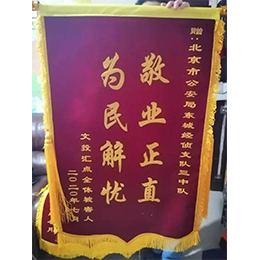 赠：北京市公安局东城经侦支队三中队
敬业正直
为民解忧
文投汇点全体被害人
二〇二〇年七月